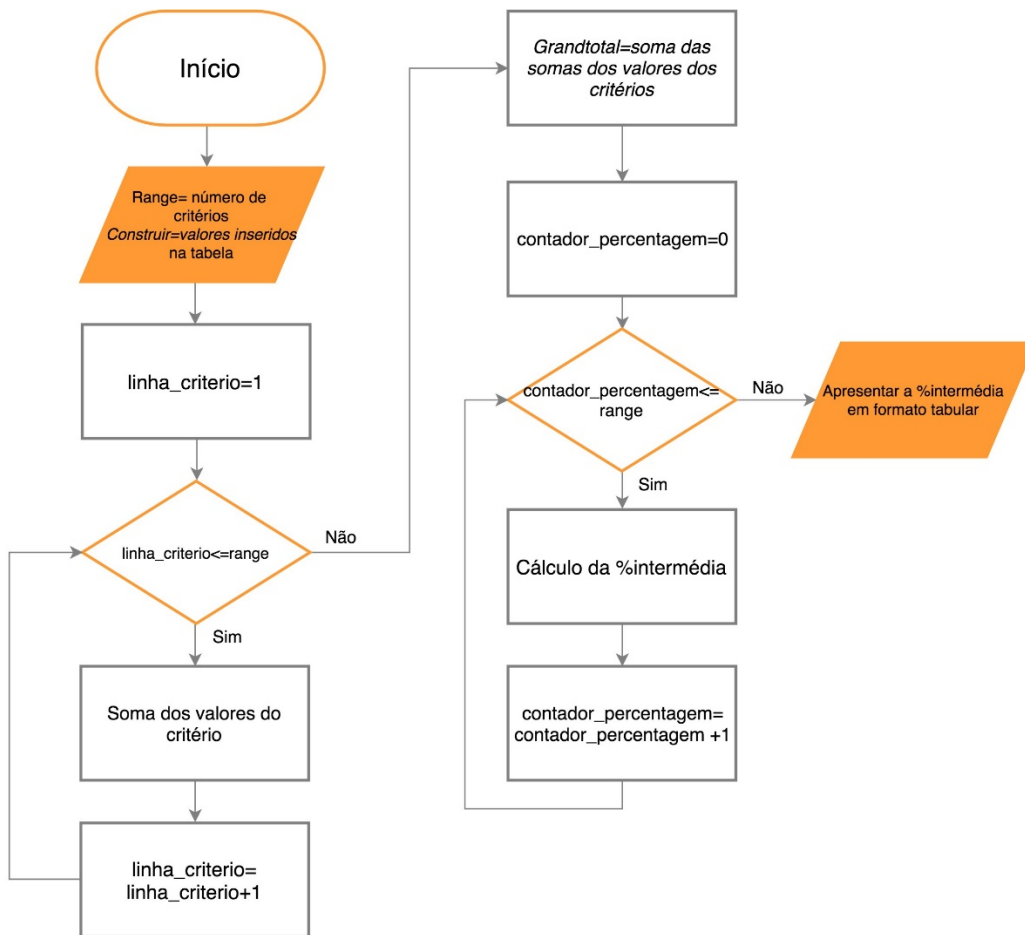 Início
Range= número de
critérios
Construir=valores inseridos
na tabela
linha_criterio=1
linha_criterio<=range
Não
Sim
Soma dos valores do
critério
linha_criterio=
linha_criterio+1
Grandtotal=soma das
somas dos valores dos
critérios
contador_percentagem=0
contador_percentagem<=
range
Não
Apresentar a %intermédia
em formato tabular
Sim
Cálculo da %intermédia
contador_percentagem=
contador_percentagem +1